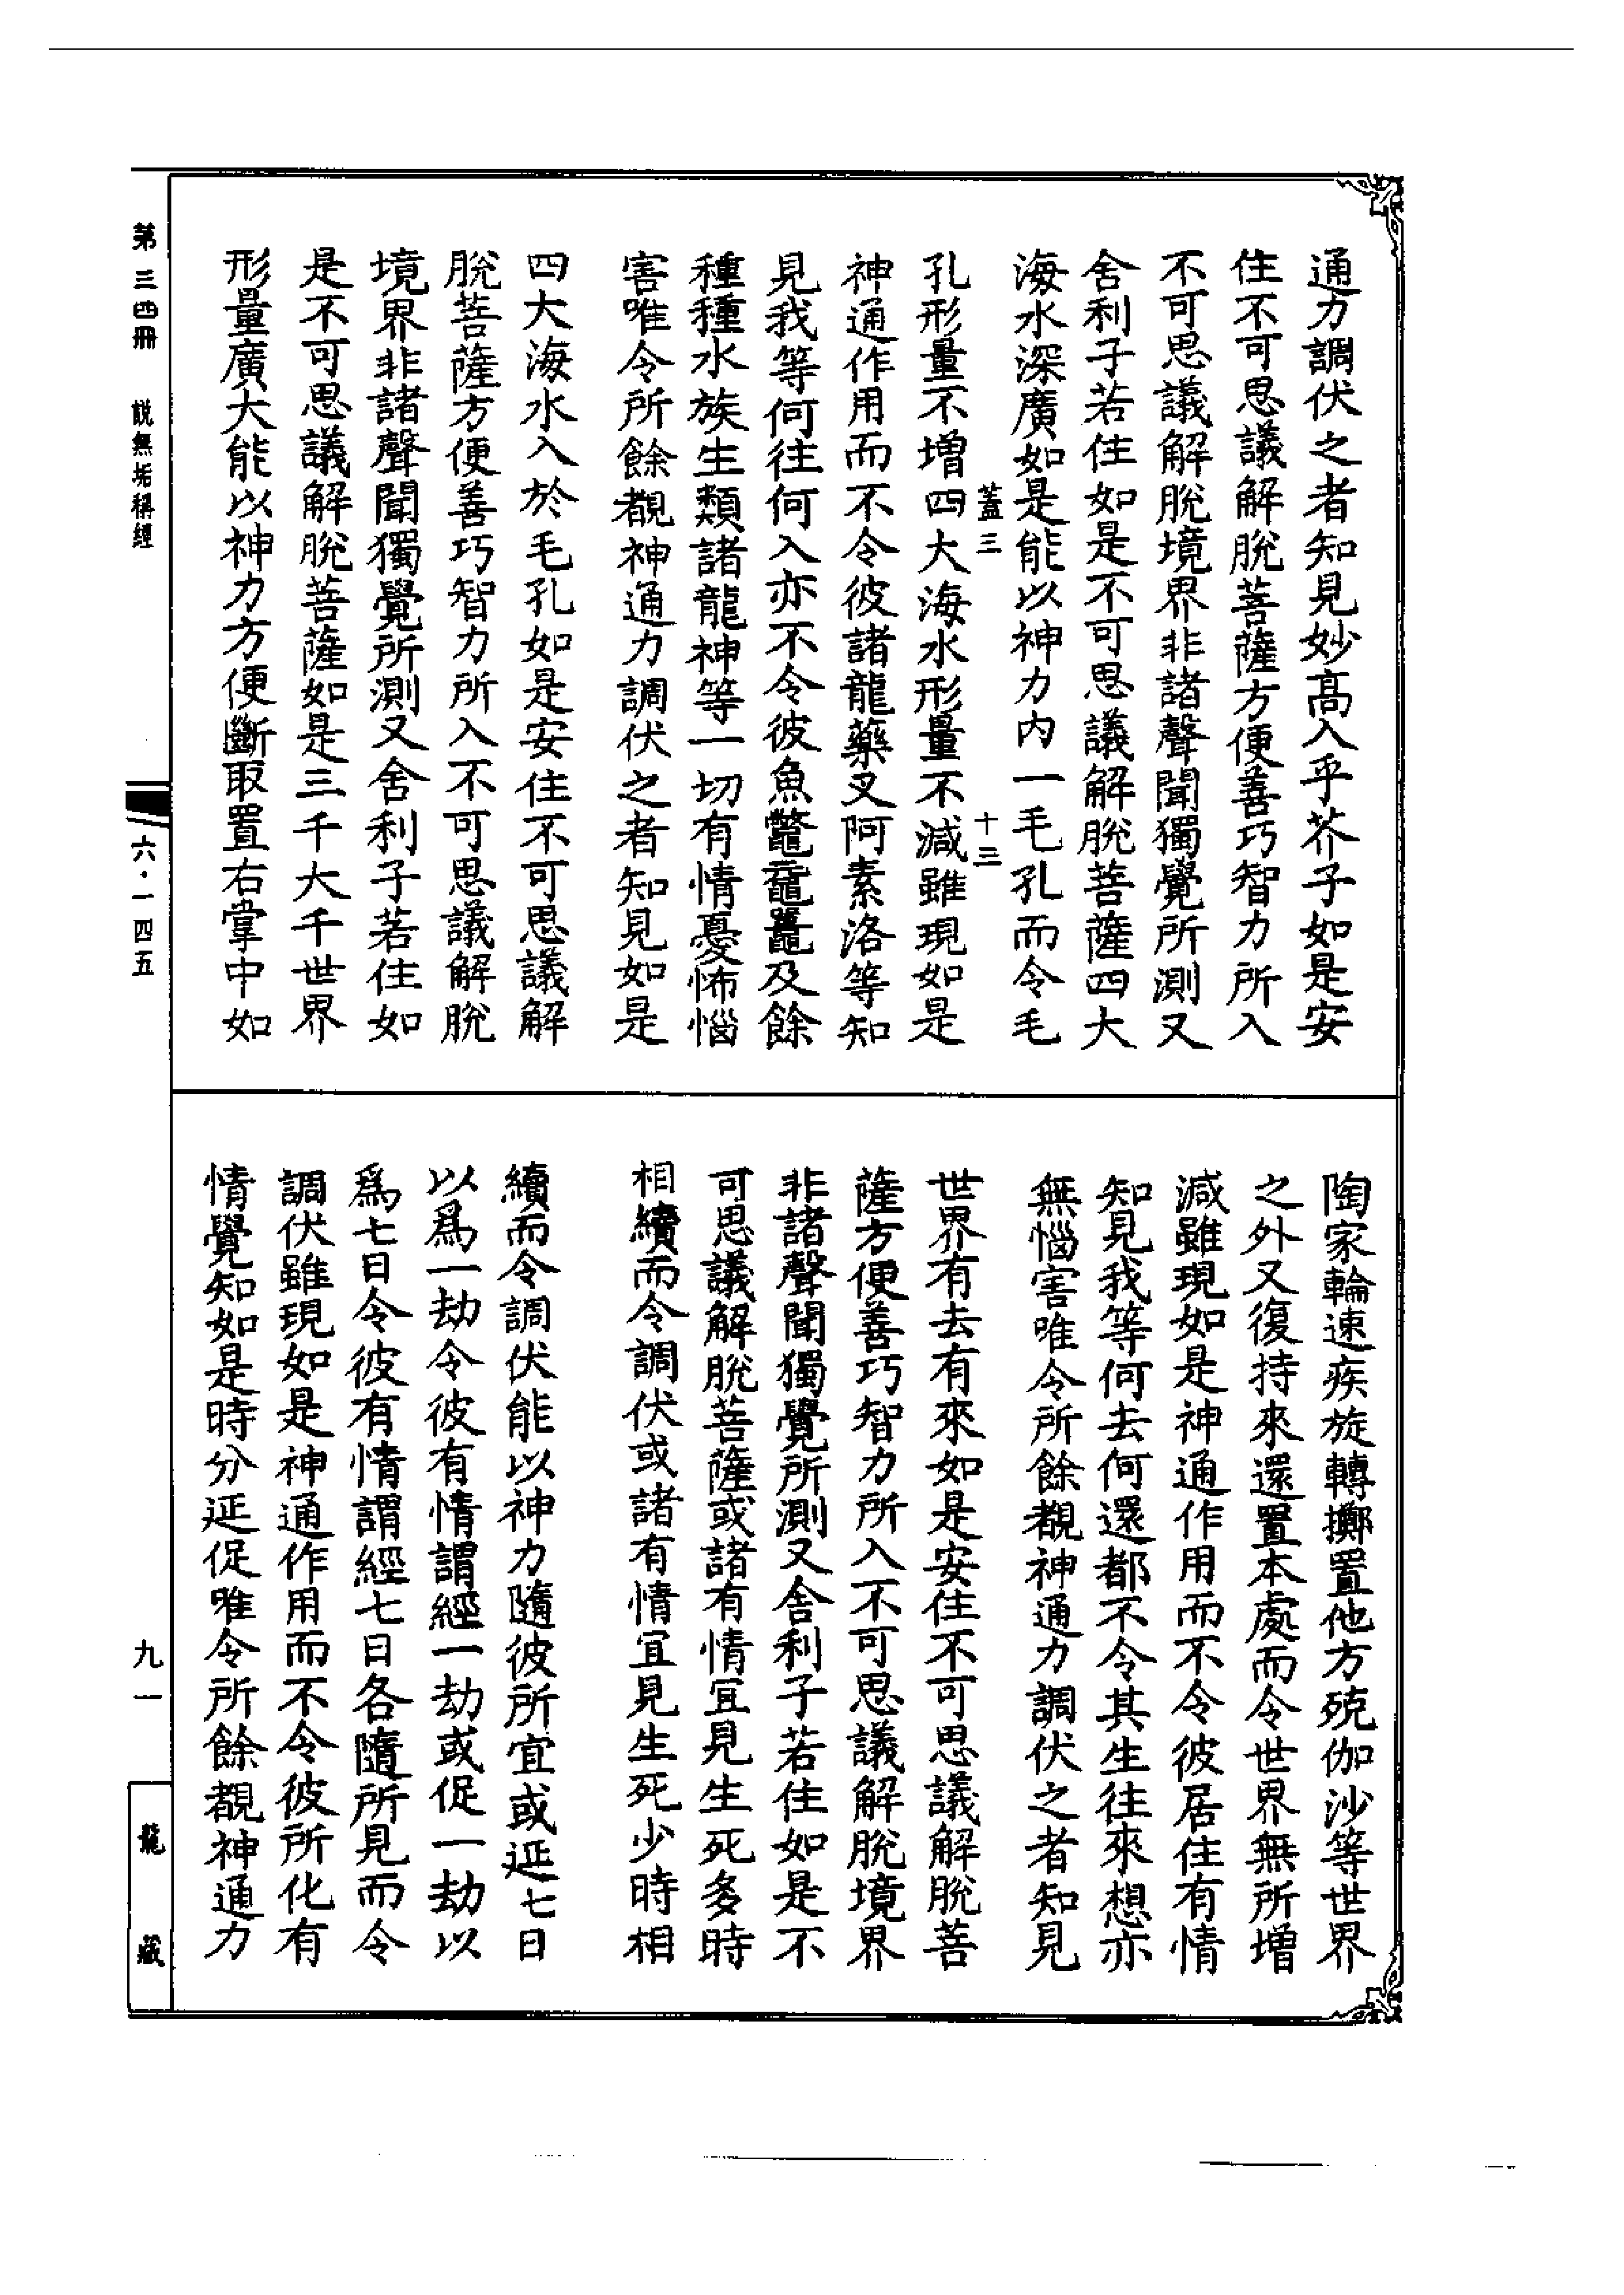 通力調伏之者知見妙高入乎芥子如是安
住不可思議解脫菩薩方便善巧智力所入
不可思議解脫境界非諸聲聞獨覺所測又
舍利子若住如是不可思議解脫菩薩四大
海水深廣如是能以神力內一毛孔而令毛
蓋三　十三
孔形量不增四大海水形量不減雖現如是
神通作用而不令彼諸龍藥叉阿素洛等知
見我等何往何入亦不令彼魚鼈黿鼉及餘
種種水族生類諸龍神等一切有情憂怖惱
害唯令所餘覩神通力調伏之者知見如是
四大海水入於毛孔如是安住不可思議解
脫菩薩方便善巧智力所入不可思議解脫
境界非諸聲聞獨覺所測又舍利子若住如
是不可思議解脫菩薩如是三千大千世界
形量廣大能以神力方便斷取置右掌中如
陶家輪速疾旋轉擲置他方殑伽沙等世界
之外又復持來還置本處而令世界無所增
減雖現如是神通作用而不令彼居住有情
知見我等何去何還都不令其生往來想亦
無惱害唯令所餘覩神通力調伏之者知見
世界有去有來如是安住不可思議解脫菩
薩方便善巧智力所入不可思議解脫境界
非諸聲聞獨覺所測又舍利子若住如是不
可思議解脫菩薩或諸有情宜見生死多時
相續而令調伏或諸有情宜見生死少時相
續而令調伏能以神力隨彼所宜或延七日
以爲一劫令彼有情謂經一劫或促一劫以
爲七日令彼有情謂經七日各隨所見而令
調伏雖現如是神通作用而不令彼所化有
情覺知如是時分延促唯令所餘覩神通力
第三四冊　說無垢稱經
六·一四五
九一
龍藏